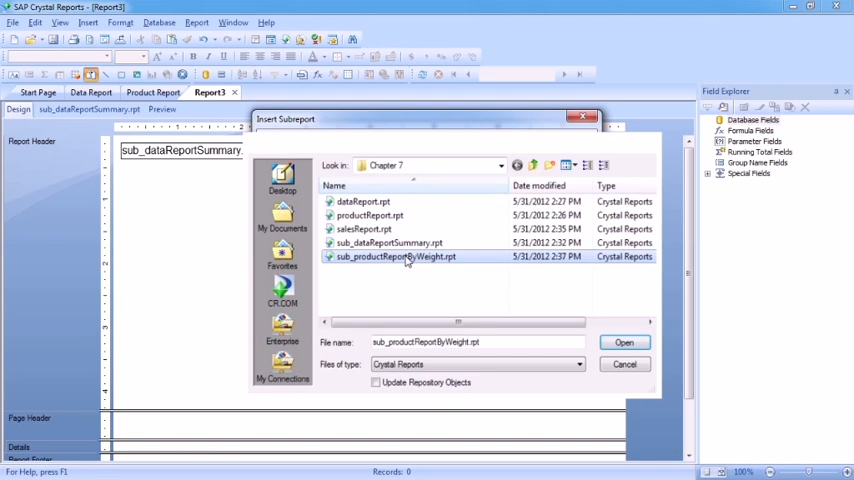 SAP Crystal Reports - [Report3]
File Edit View Insert Format Database Report Window Help
Start Page Data Report Product Report Report3
Design sub_dataReportSummary.rpt Preview
Field Explorer
Insert Subreport
Report Header
sub_dataReportSummary.
Look in: Chapter 7
Name Date modified Type
dataReport.rpt 5/31/2012 2:27 PM Crystal Reports
productReport.rpt 5/31/2012 2:26 PM Crystal Reports
salesReport.rpt 5/31/2012 2:35 PM Crystal Reports
sub_dataReportSummary.rpt 5/31/2012 2:32 PM Crystal Reports
sub_productReportByWeight.rpt 5/31/2012 2:37 PM Crystal Reports
Desktop
My Documents
Favorites
CR.COM
Enterprise
My Connections
File name: sub_productReportByWeight.rpt Open
Files of type: Crystal Reports Cancel
Update Repository Objects
Database Fields
Formula Fields
Parameter Fields
Running Total Fields
Group Name Fields
Special Fields
Page Header
Details
Report Footer
For Help, press F1 Records: 0 100%